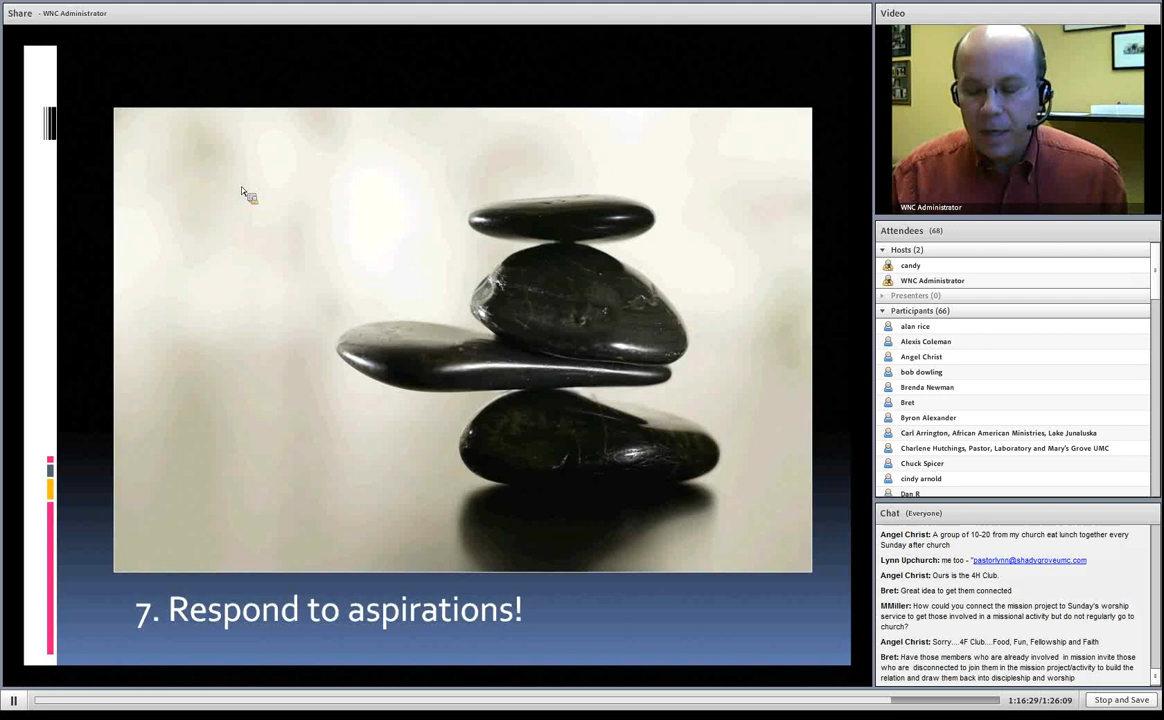 Share - WNC Administrator
7. Respond to aspirations!
Video
WNC Administrator
Attendees (68)
Hosts (2)
candy
WNC Administrator
Presenters (0)
Participants (66)
alan rice
Alexis Coleman
Angel Christ
bob dowling
Brenda Newman
Bret
Byron Alexander
Carl Arrington, African American Ministries, Lake Junaluska
Charlene Hutchings, Pastor, Laboratory and Mary's Grove UMC
Chuck Spicer
cindy arnold
Dan R
Chat (Everyone)
Angel Christ: A group of 10-20 from my church eat lunch together every
Sunday after church
Lynn Upchurch: me too - "pastorlynn@shadygroveumc.com
Angel Christ: Ours is the 4H Club.
Bret: Great idea to get them connected
MMiller: How could you connect the mission project to Sunday's worship
service to get those involved in a missional activity but do not regularly go to
church?
Angel Christ: Sorry....4F Club....Food, Fun, Fellowship and Faith
Bret: Have those members who are already involved in mission invite those
who are disconnected to join them in the mission project/activity to build the
relation and draw them back into discipleship and worship
1:16:29/1:26:09
Stop and Save